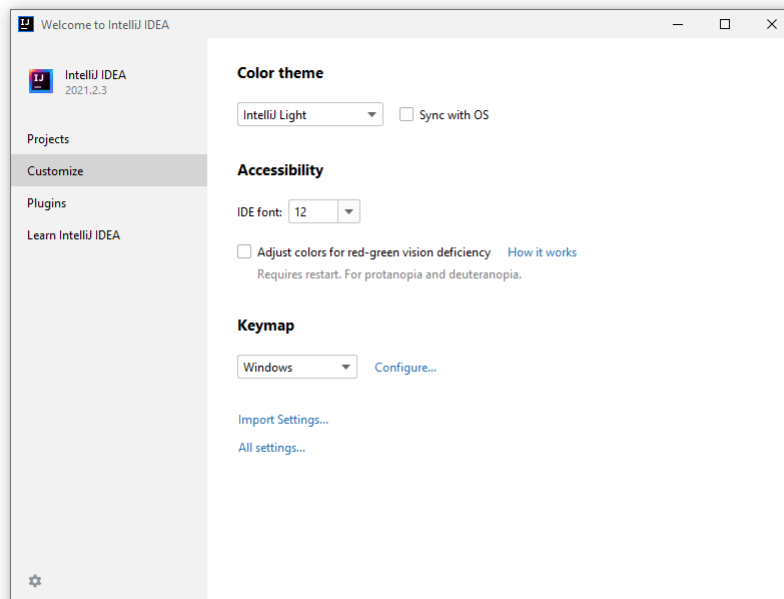 Welcome to IntelliJ IDEA
IntelliJ IDEA
2021.2.3
Projects
Customize
Plugins
Learn IntelliJ IDEA
Color theme
IntelliJ Light Sync with OS
Accessibility
IDE font: 12
Adjust colors for red-green vision deficiency How it works
Requires restart. For protanopia and deuteranopia.
Keymap
Windows Configure...
Import Settings...
All settings...